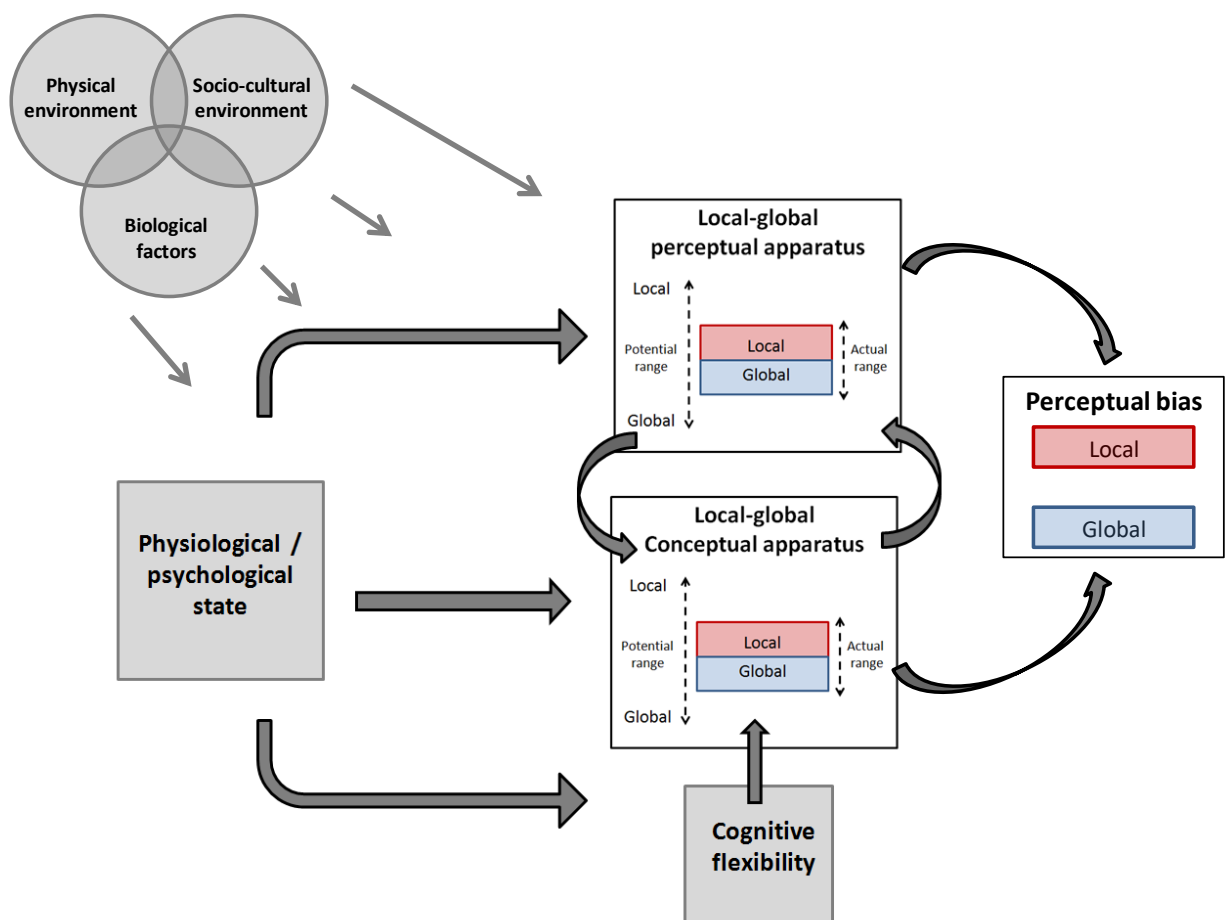 Physical
environment
Socio-cultural
environment
Biological
factors
Local-global
perceptual apparatus
Local
Potential
range
Global
Local
Global
Actual
range
Perceptual bias
Local
Global
Physiological /
psychological
state
Local-global
Conceptual apparatus
Local
Potential
range
Global
Local
Global
Actual
range
Cognitive
flexibility